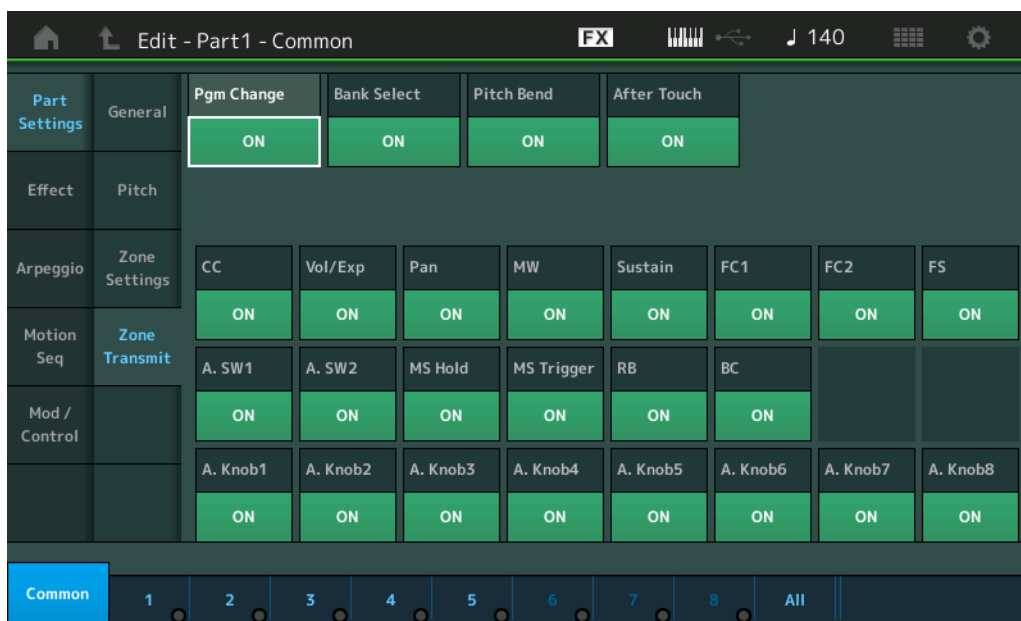 Edit - Part1 - Common FX ♩ 140
Part Settings
General
Pgm Change Bank Select Pitch Bend After Touch
ON ON ON ON
Effect Pitch
Arpeggio
Zone Settings
CC Vol/Exp Pan MW Sustain FC1 FC2 FS
ON ON ON ON ON ON ON ON
Motion Seq
Zone Transmit
A. SW1 A. SW2 MS Hold MS Trigger RB BC
ON ON ON ON ON ON
Mod / Control
A. Knob1 A. Knob2 A. Knob3 A. Knob4 A. Knob5 A. Knob6 A. Knob7 A. Knob8
ON ON ON ON ON ON ON ON
Common 1 2 3 4 5 6 7 8 All